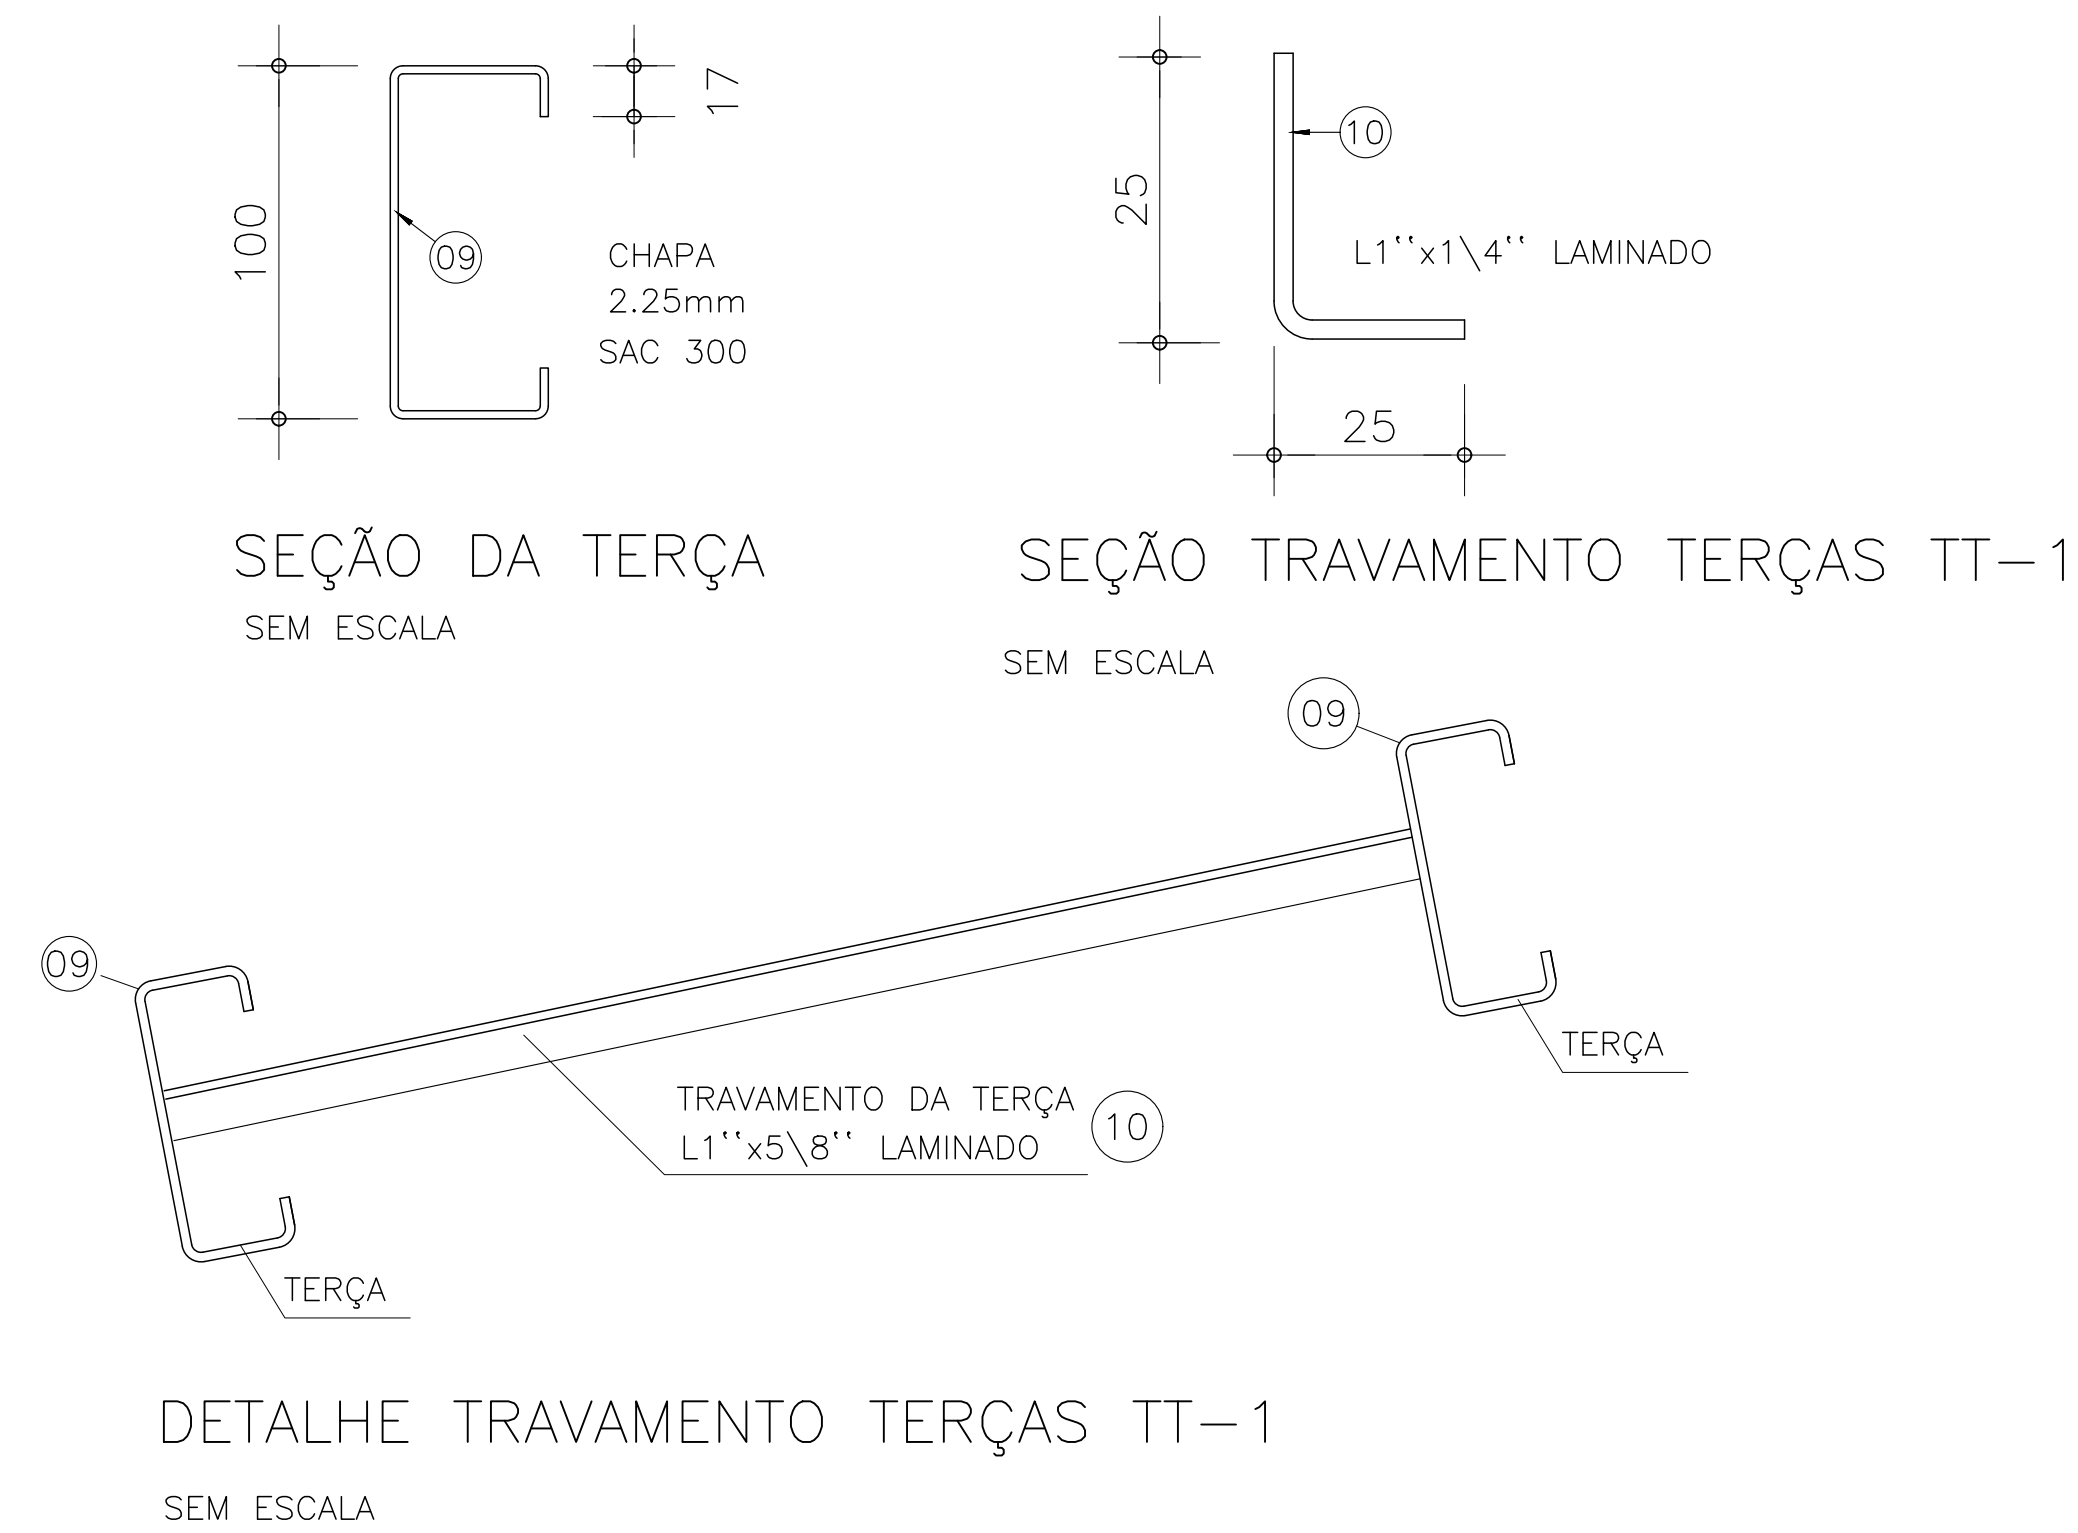 100
17
09
CHAPA
2.25mm
SAC 300
SEÇÃO DA TERÇA
SEM ESCALA
25
10
L1‘‘x1\4‘‘ LAMINADO
25
SEÇÃO TRAVAMENTO TERÇAS TT-1
SEM ESCALA
09
09
TERÇA
TRAVAMENTO DA TERÇA
L1‘‘x5\8‘‘ LAMINADO
10
TERÇA
DETALHE TRAVAMENTO TERÇAS TT-1
SEM ESCALA